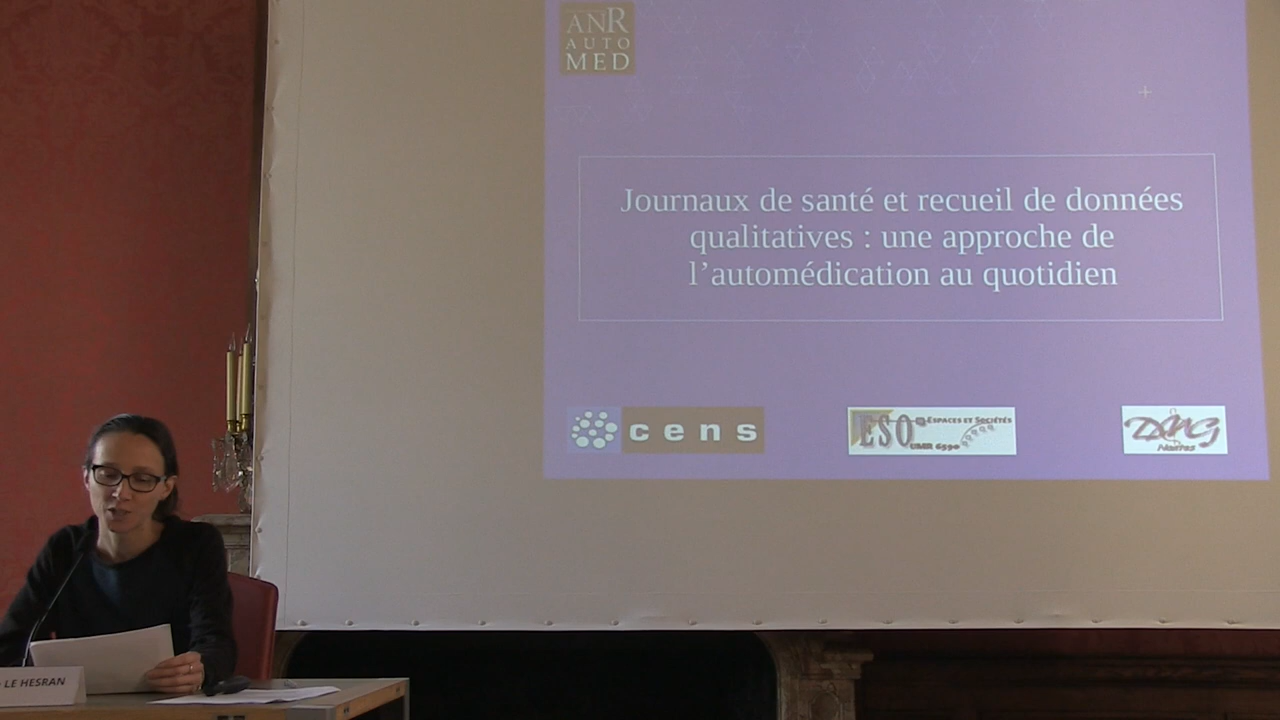 ANR
AUTO
MED
Journaux de santé et recueil de données
qualitatives : une approche de
l’automédication au quotidien
cens
ESO ESPACES ET SOCIÉTÉS
UMR 6590
Nantes
LE HESRAN